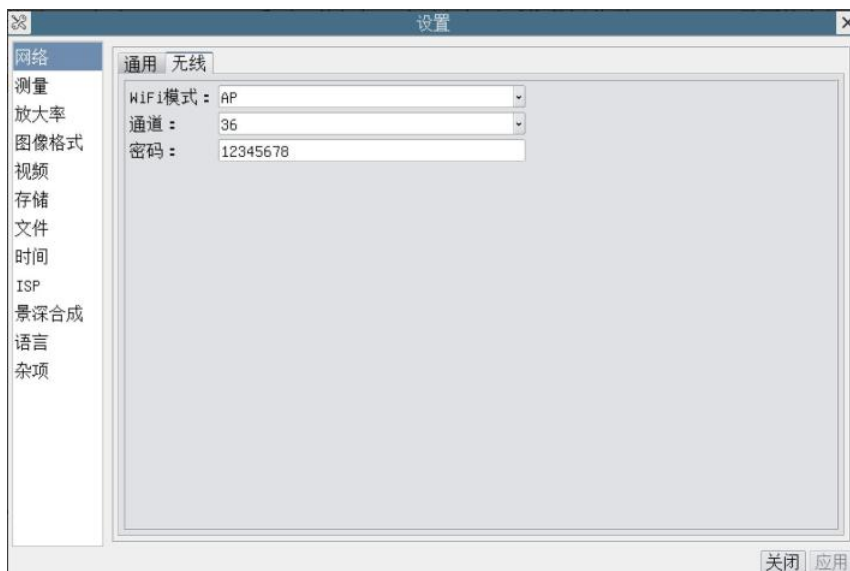 设置
网络
测量
放大率
图像格式
视频
存储
文件
时间
ISP
景深合成
语言
杂项
通用 无线
WiFi模式: AP
通道: 36
密码: 12345678
关闭 应用